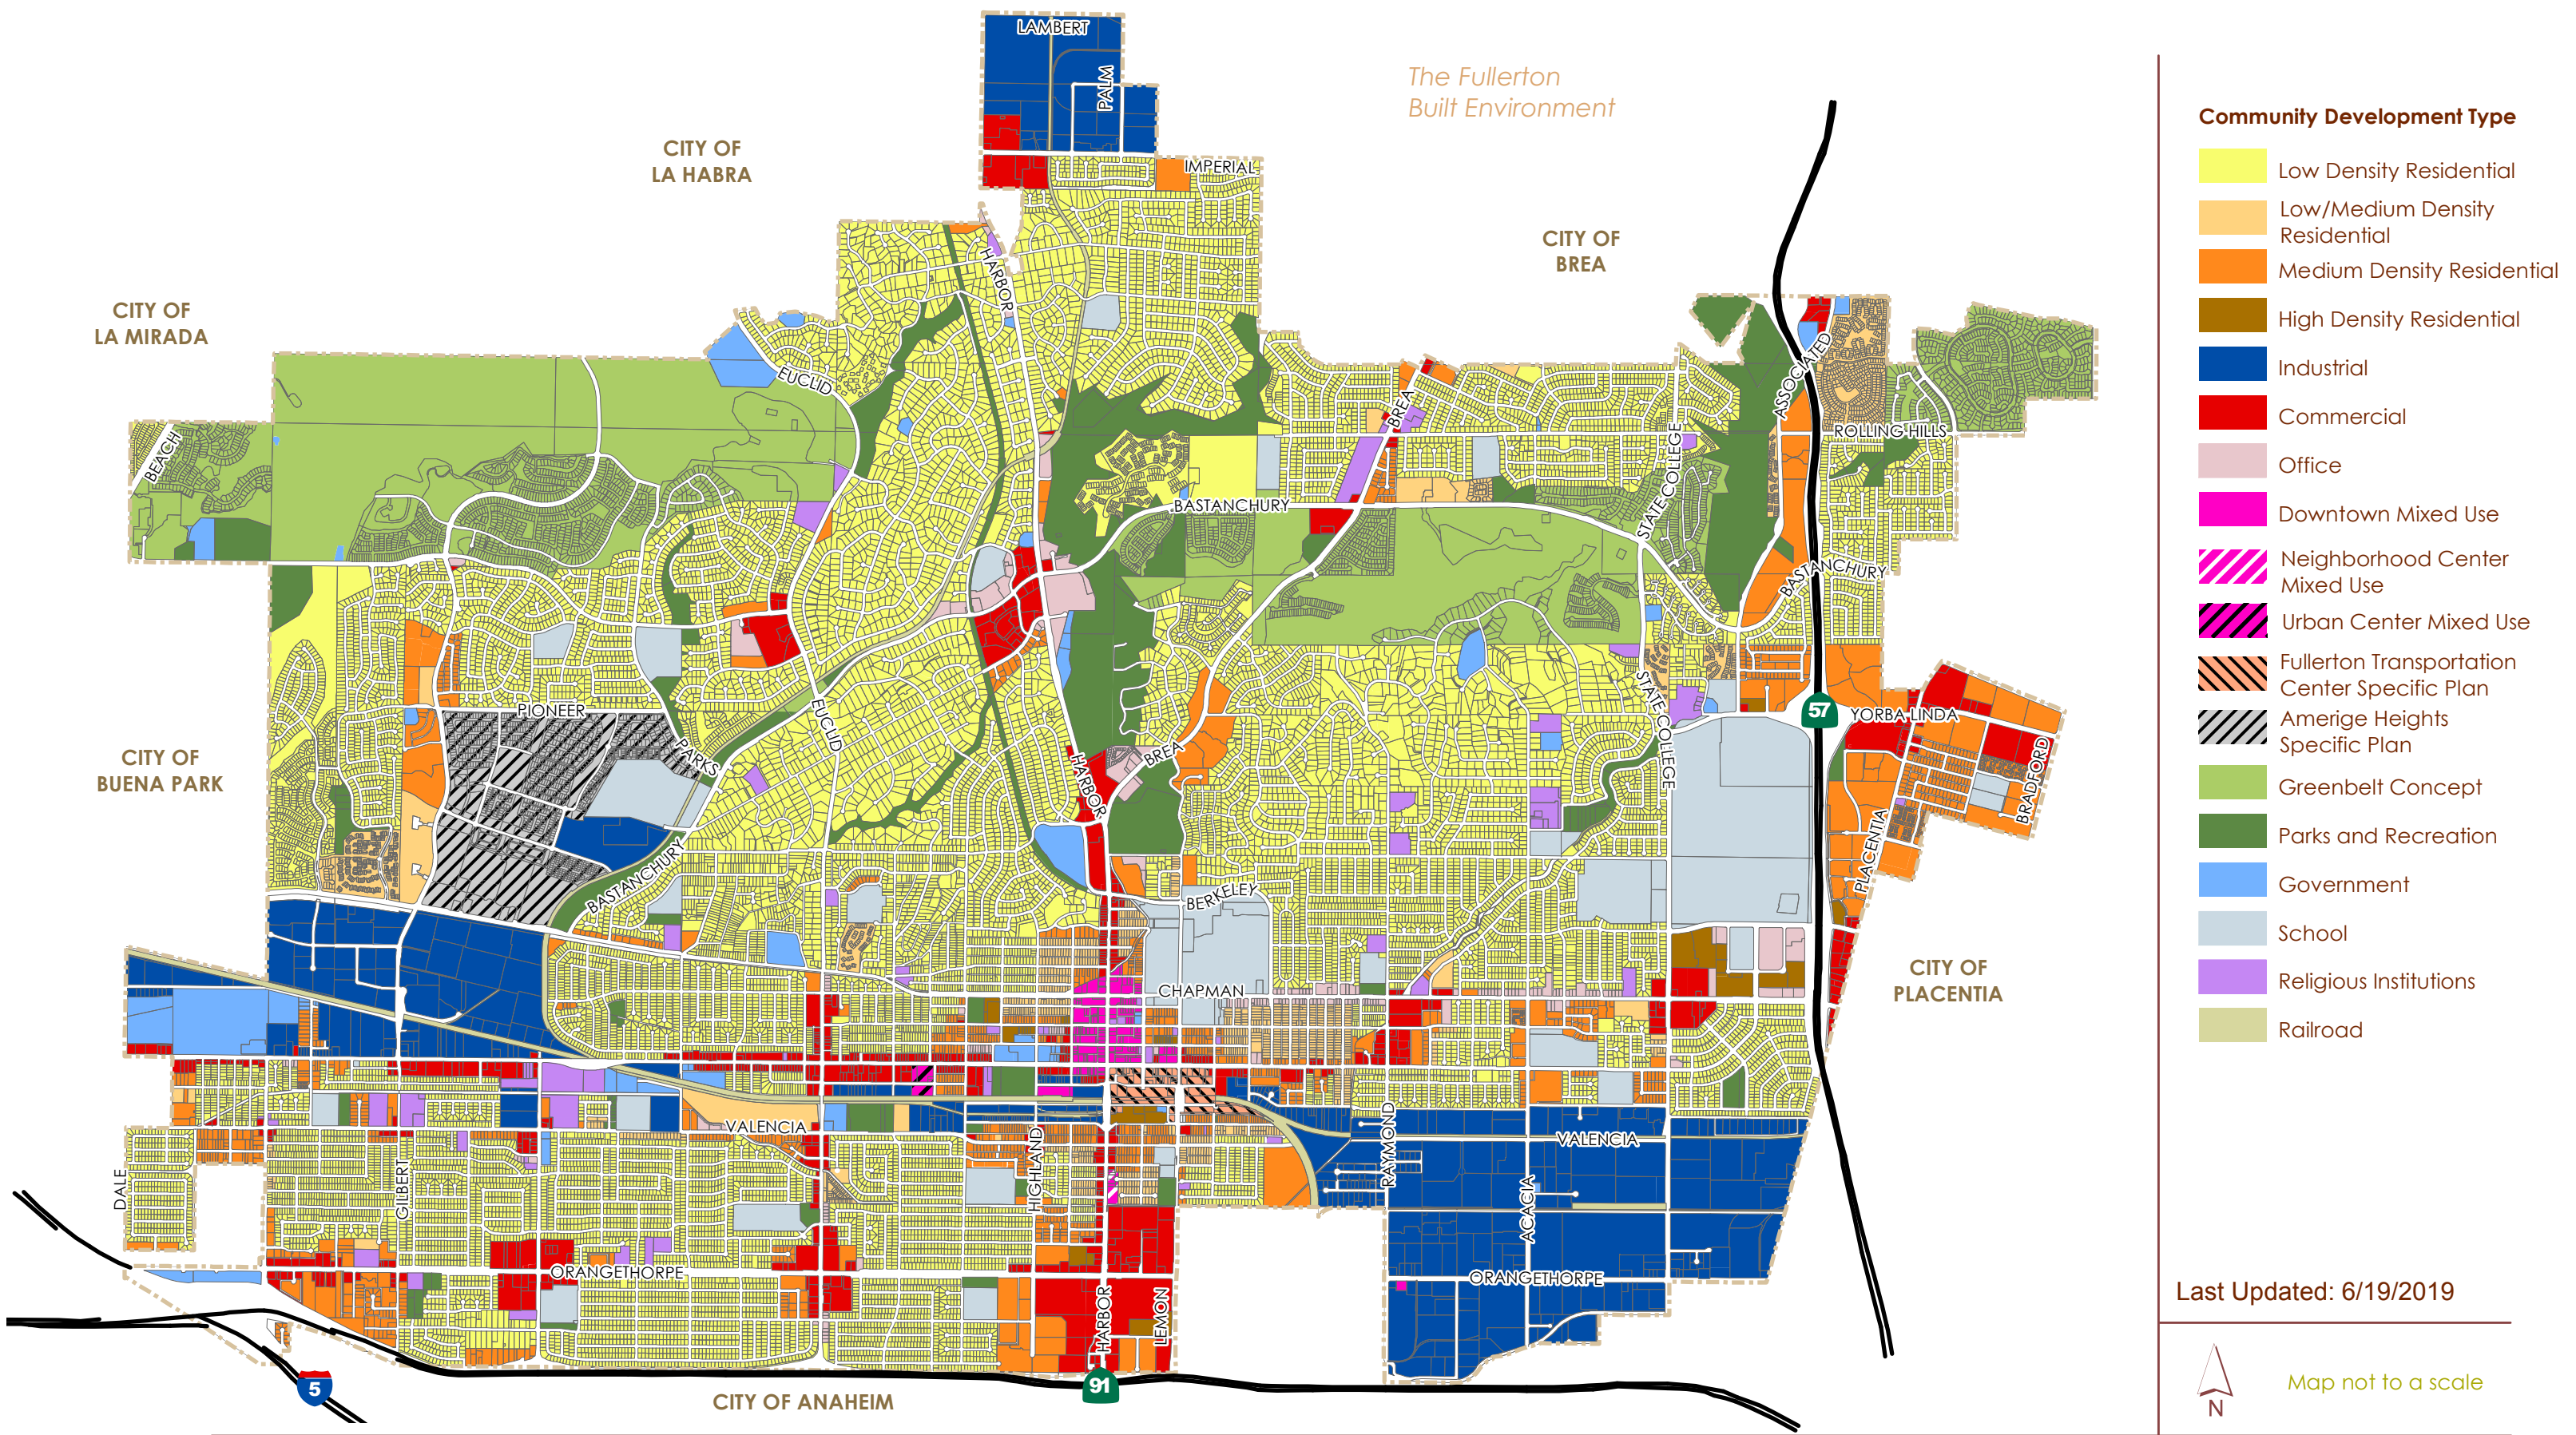 The Fullerton
Built Environment
LAMBERT
PALM
IMPERIAL
CITY OF
LA HABRA
CITY OF
BREA
CITY OF
LA MIRADA
HARBOR
EUCLID
ASSOCIATED
BREA
ROLLING HILLS
BEACH
STATE COLLEGE
BASTANCHURY
BASTANCHURY
PIONEER
EUCLID
PARKS
STATE COLLEGE
57
YORBA LINDA
BREA
HARBOR
BRADFORD
CITY OF
BUENA PARK
PLACENTIA
BASTANCHURY
BERKELEY
CHAPMAN
CITY OF
PLACENTIA
VALENCIA
HIGHLAND
RAYMOND
VALENCIA
DALE
GILBERT
ACACIA
ORANGETHORPE
ORANGETHORPE
HARBOR
LEMON
5
91
CITY OF ANAHEIM
Community Development Type
Low Density Residential
Low/Medium Density
Residential
Medium Density Residential
High Density Residential
Industrial
Commercial
Office
Downtown Mixed Use
Neighborhood Center
Mixed Use
Urban Center Mixed Use
Fullerton Transportation
Center Specific Plan
Amerige Heights
Specific Plan
Greenbelt Concept
Parks and Recreation
Government
School
Religious Institutions
Railroad
Last Updated: 6/19/2019
N
Map not to a scale